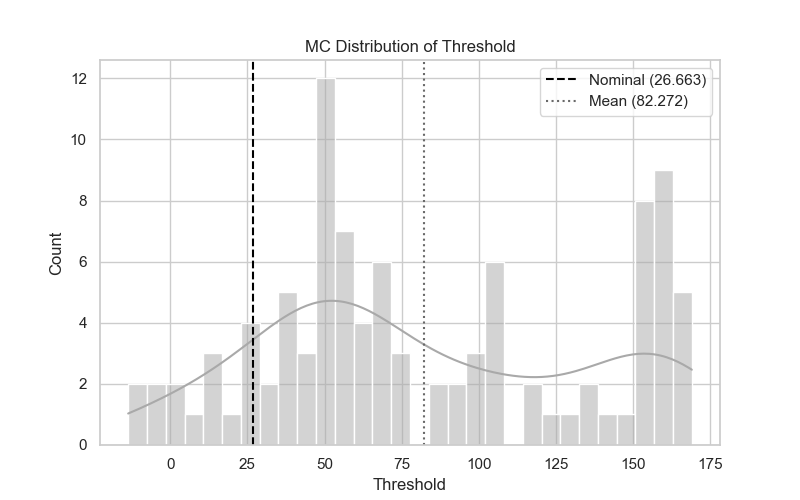 MC Distribution of Threshold
Nominal (26.663)
Mean (82.272)
12
10
8
6
4
2
0
Count
0 25 50 75 100 125 150 175
Threshold